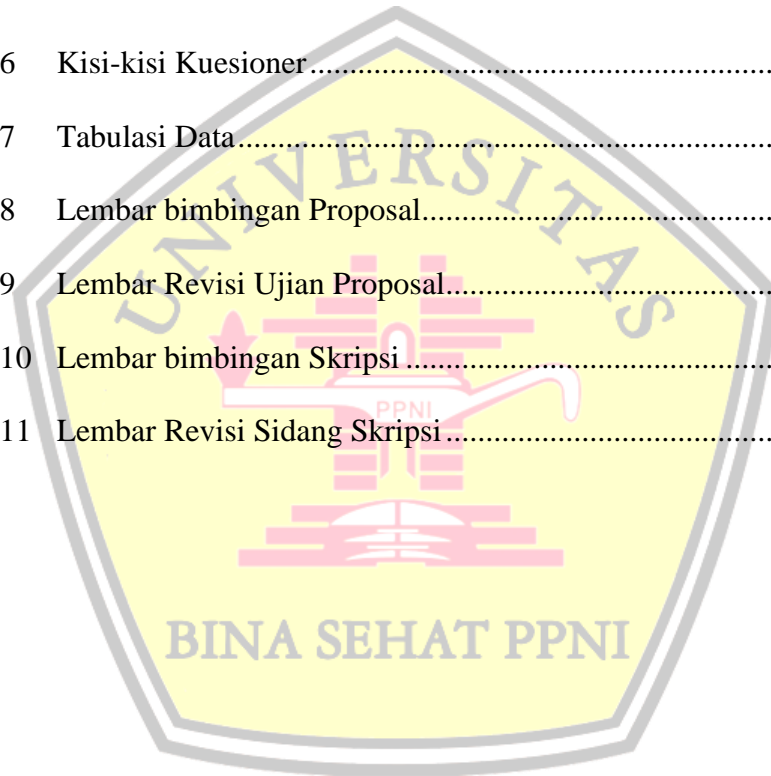 6 Kisi-kisi Kuesioner............................................................
7 Tabulasi Data.....................................................................
8 Lembar bimbingan Proposal.............................................
9 Lembar Revisi Ujian Proposal..........................................
10 Lembar bimbingan Skripsi ..............................................
11 Lembar Revisi Sidang Skripsi .........................................
UNIVERSITAS
PPNI
BINA SEHAT PPNI